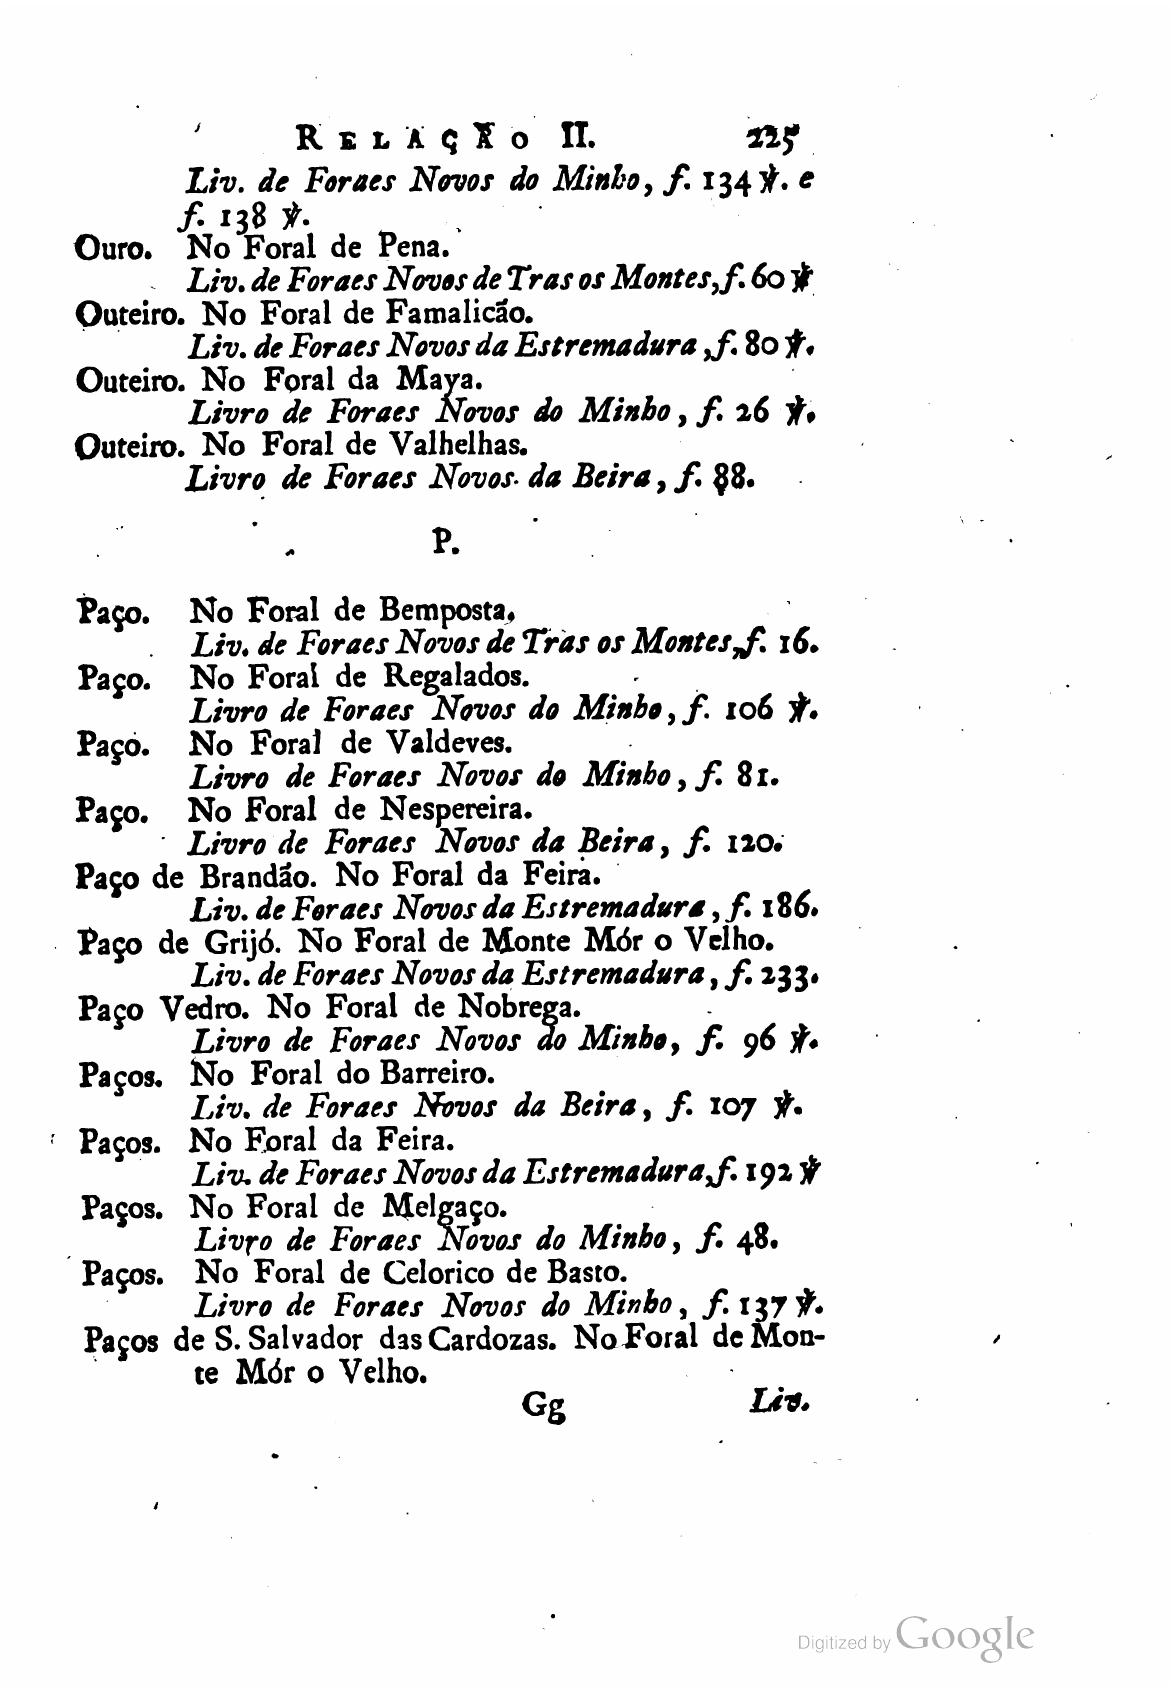 RELAÇÃO II. 225
Liv. de Foraes Novos do Minho, f. 134 ℣. e
f. 138 ℣.
Ouro. No Foral de Pena.
Liv. de Foraes Novos de Tras os Montes, f. 60 ℣
Outeiro. No Foral de Famalicão.
Liv. de Foraes Novos da Estremadura, f. 80 ℣.
Outeiro. No Foral da Maya.
Livro de Foraes Novos do Minho, f. 26 ℣.
Outeiro. No Foral de Valhelhas.
Livro de Foraes Novos da Beira, f. 88.
P.
Paço. No Foral de Bemposta.
Liv. de Foraes Novos de Tras os Montes, f. 16.
Paço. No Foral de Regalados.
Livro de Foraes Novos do Minho, f. 106 ℣.
Paço. No Foral de Valdeves.
Livro de Foraes Novos do Minho, f. 81.
Paço. No Foral de Nespereira.
Livro de Foraes Novos da Beira, f. 120.
Paço de Brandão. No Foral da Feira.
Liv. de Foraes Novos da Estremadura, f. 186.
Paço de Grijó. No Foral de Monte Mór o Velho.
Liv. de Foraes Novos da Estremadura, f. 233.
Paço Vedro. No Foral de Nobrega.
Livro de Foraes Novos do Minho, f. 96 ℣.
Paços. No Foral do Barreiro.
Liv. de Foraes Novos da Beira, f. 107 ℣.
Paços. No Foral da Feira.
Liv. de Foraes Novos da Estremadura, f. 192 ℣
Paços. No Foral de Melgaço.
Livro de Foraes Novos do Minho, f. 48.
Paços. No Foral de Celorico de Basto.
Livro de Foraes Novos do Minho, f. 137 ℣.
Paços de S. Salvador das Cardozas. No Foral de Mon-
te Mór o Velho.
Gg Liv.
Digitized by Google